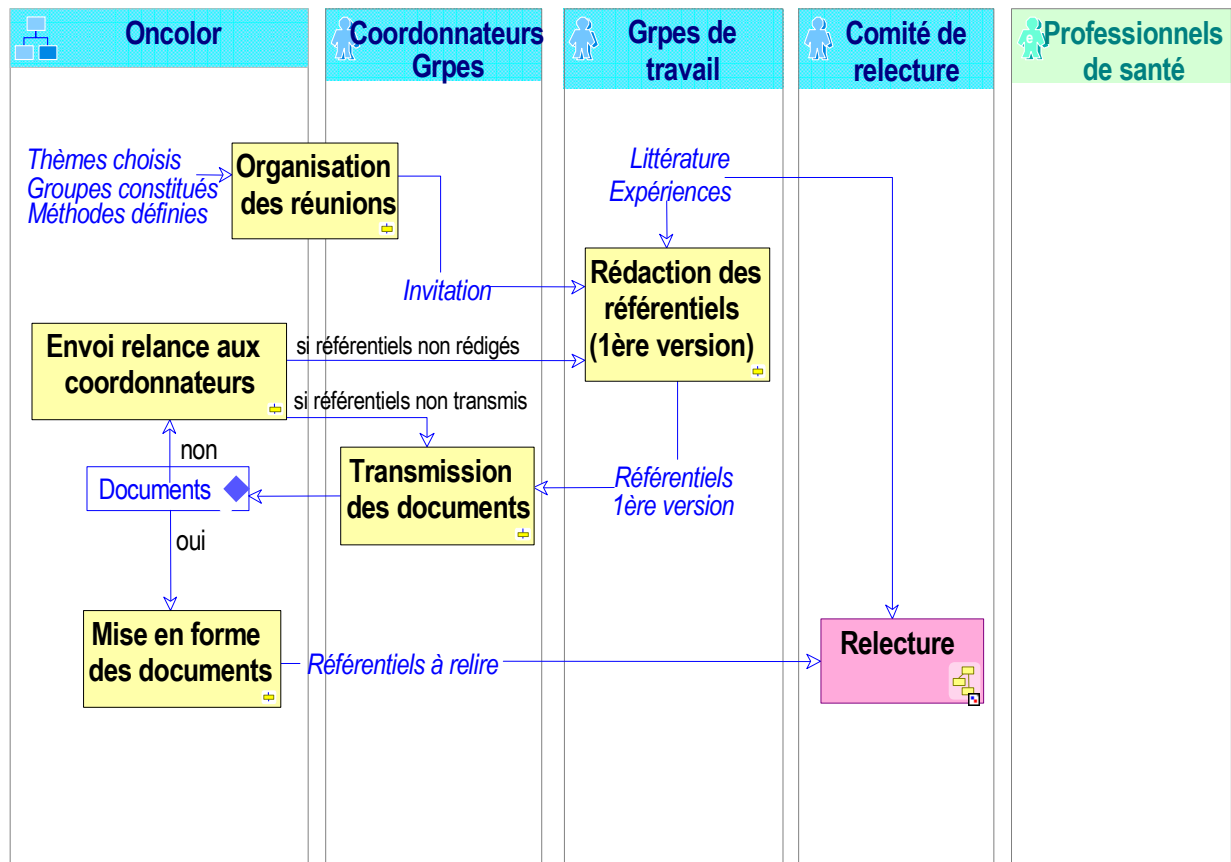 Oncolor
Coordonnateurs
Grpes
Grpes de
travail
Comité de
relecture
Professionnels
de santé
Thèmes choisis
Groupes constitués
Méthodes définies
Organisation
des réunions
Littérature
Expériences
Invitation
Rédaction des
référentiels
(1ère version)
Envoi relance aux
coordonnateurs
si référentiels non rédigés
si référentiels non transmis
non
Documents
Transmission
des documents
Référentiels
1ère version
oui
Mise en forme
des documents
Référentiels à relire
Relecture